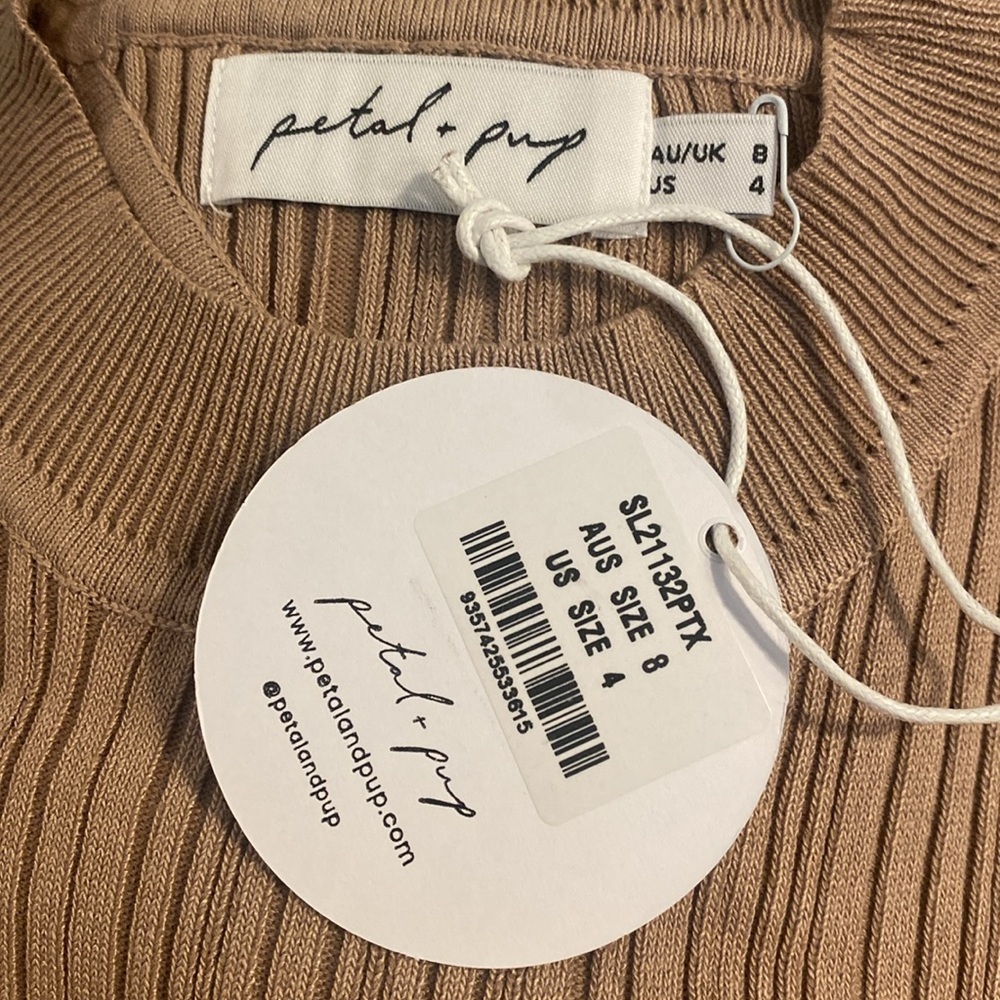 petal + pup
AU/UK 8
US 4
SL21132PTX
AUS SIZE 8
US SIZE 4
9357425533615
petal + pup
www.petalandpup.com
@petalandpup